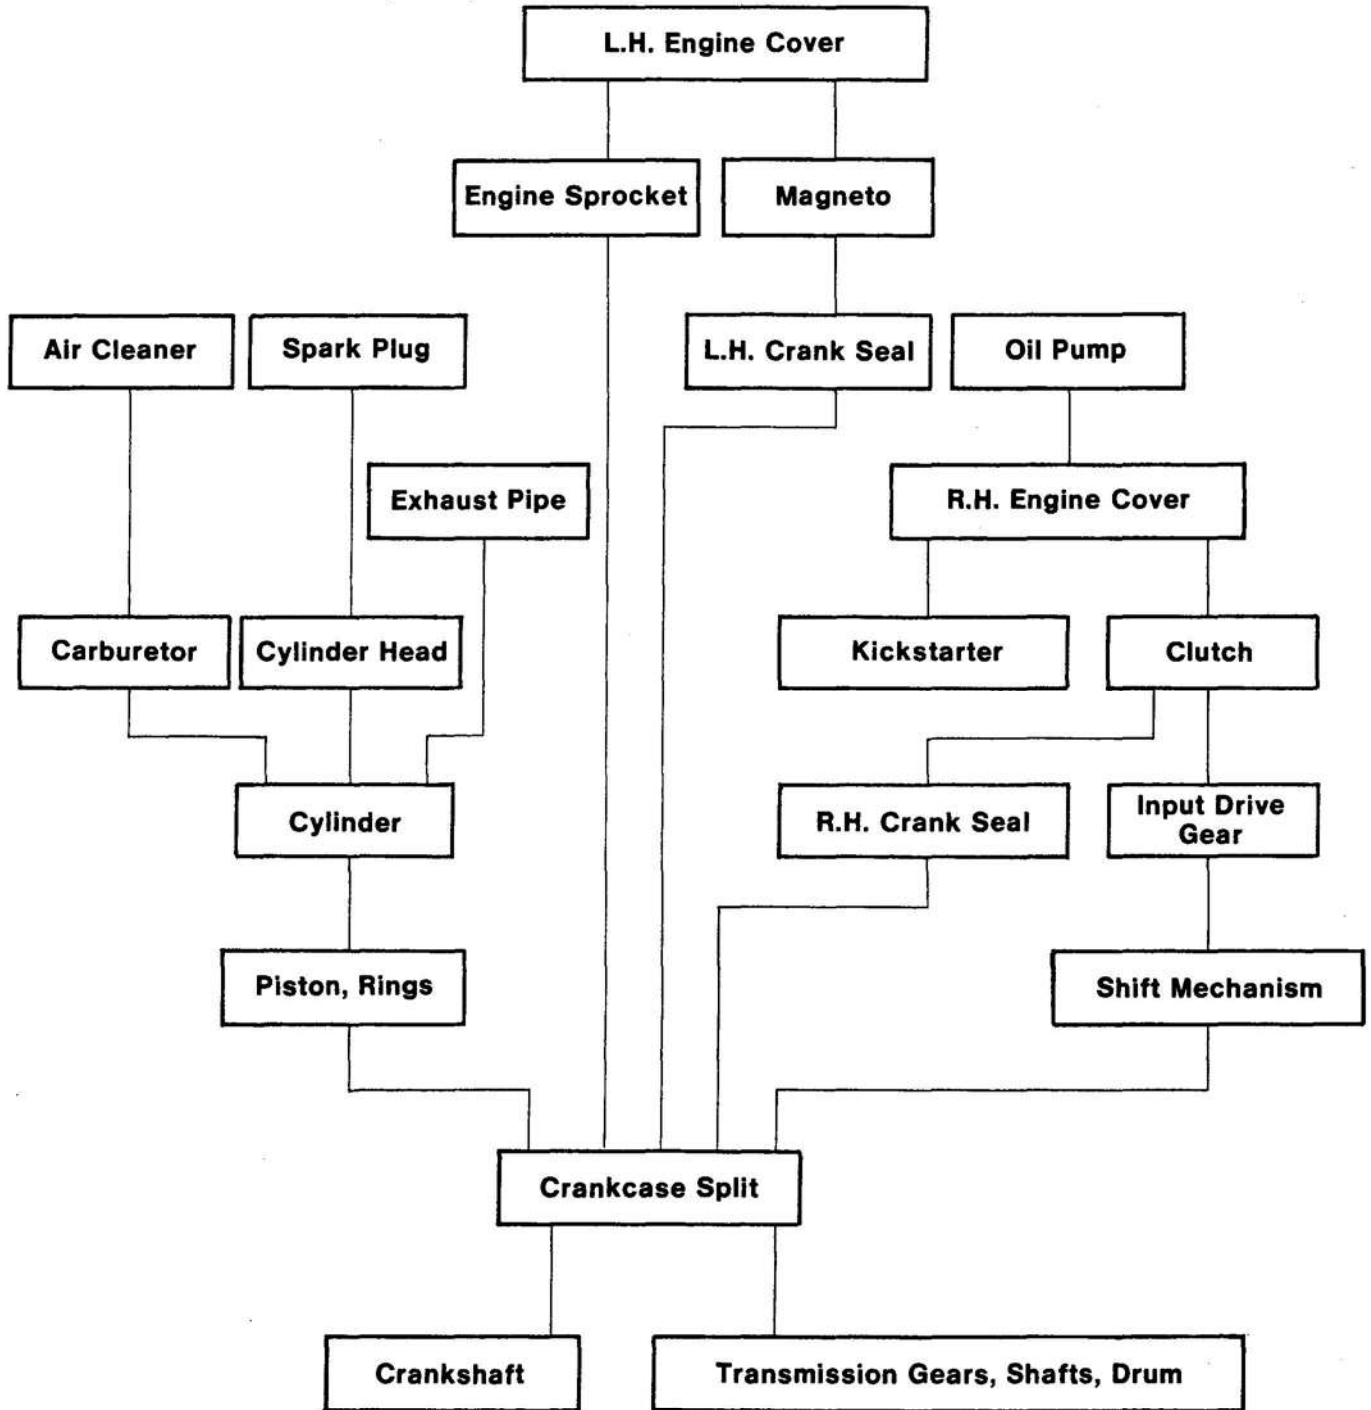 L.H. Engine Cover
Engine Sprocket
Magneto
Air Cleaner
Spark Plug
L.H. Crank Seal
Oil Pump
Exhaust Pipe
R.H. Engine Cover
Carburetor
Cylinder Head
Kickstarter
Clutch
Cylinder
R.H. Crank Seal
Input Drive
Gear
Piston, Rings
Shift Mechanism
Crankcase Split
Crankshaft
Transmission Gears, Shafts, Drum